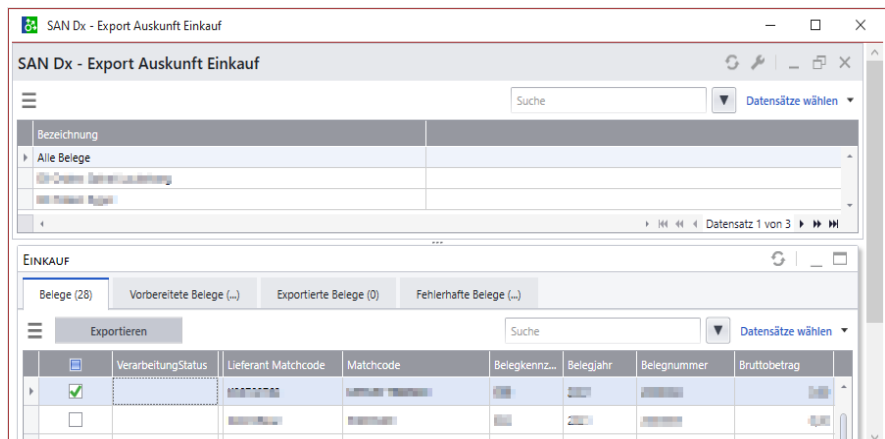 SAN Dx - Export Auskunft Einkauf
SAN Dx - Export Auskunft Einkauf
Suche
Datensätze wählen
Bezeichnung
Alle Belege
Datensatz 1 von 3
EINKAUF
Belege (28) Vorbereitete Belege (...) Exportierte Belege (0) Fehlerhafte Belege (...)
Exportieren Suche Datensätze wählen
VerarbeitungStatus Lieferant Matchcode Matchcode Belegkennz... Belegjahr Belegnummer Bruttobetrag